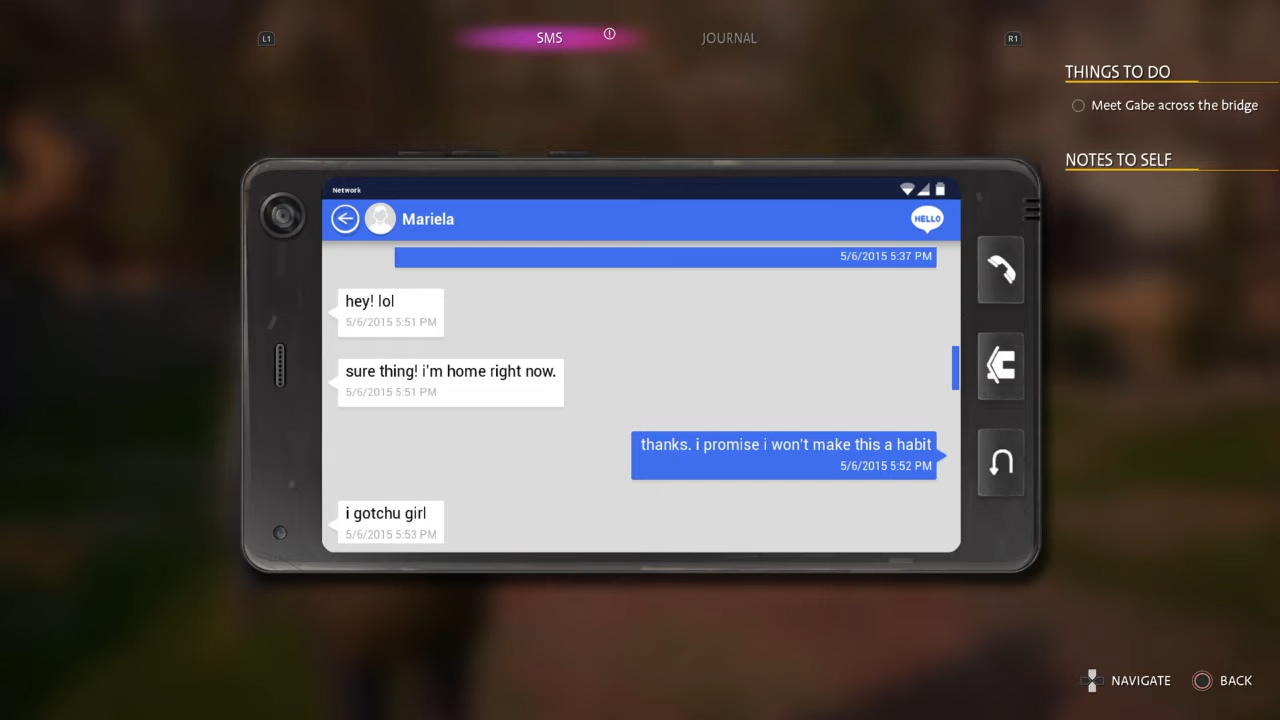 L1
SMS
JOURNAL
R1
THINGS TO DO
Meet Gabe across the bridge
NOTES TO SELF
Network
Mariela
HELLO
5/6/2015 5:37 PM
hey! lol
5/6/2015 5:51 PM
sure thing! i'm home right now.
5/6/2015 5:51 PM
thanks. i promise i won't make this a habit
5/6/2015 5:52 PM
i gotchu girl
5/6/2015 5:53 PM
NAVIGATE
BACK